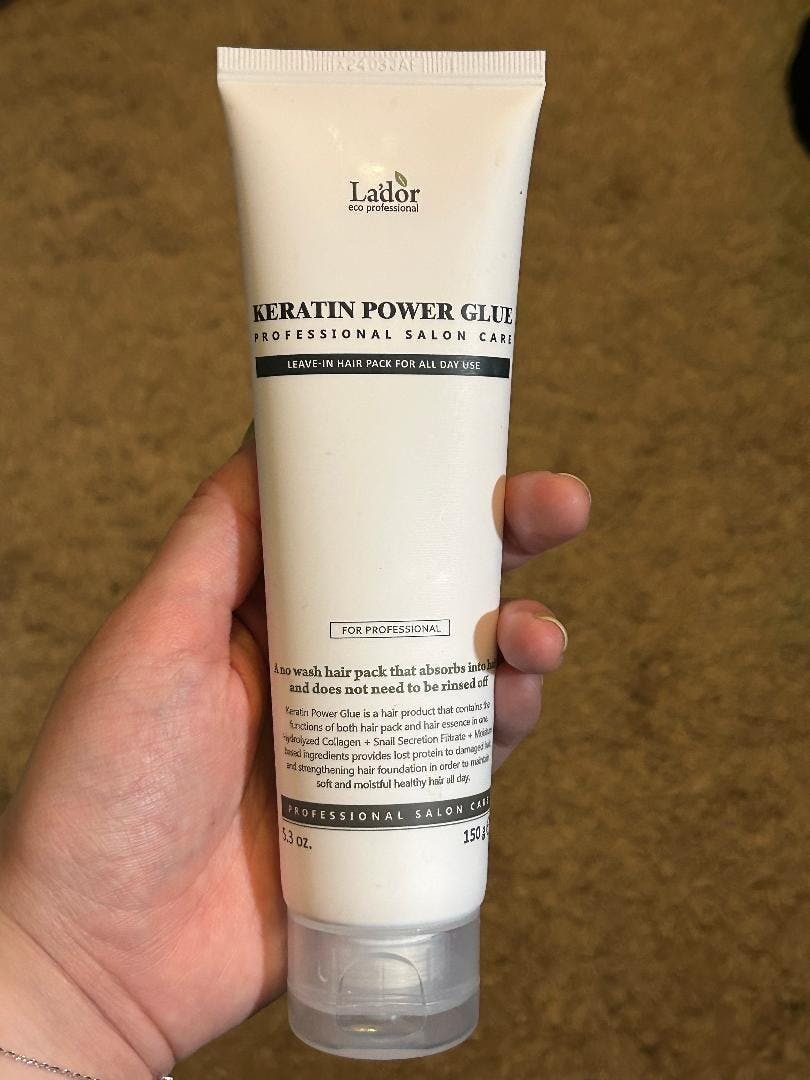 La'dor
eco professional
KERATIN POWER GLUE
PROFESSIONAL SALON CARE
LEAVE-IN HAIR PACK FOR ALL DAY USE
FOR PROFESSIONAL
A no wash hair pack that absorbs into
and does not need to be rinsed off
Keratin Power Glue is a hair product that contains the
functions of both hair pack and hair essence in one.
Hydrolyzed Collagen + Snail Secretion Filtrate +
based ingredients provides lost protein to damaged
and strengthening hair foundation in order to maintain
soft and moistful healthy hair all day.
PROFESSIONAL SALON CARE
5.3 oz.
150g